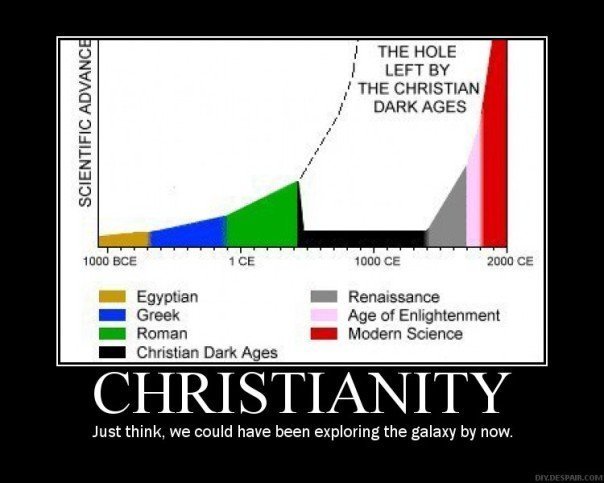 SCIENTIFIC ADVANCE
THE HOLE
LEFT BY
THE CHRISTIAN
DARK AGES
1000 BCE
1 CE
1000 CE
2000 CE
Egyptian
Greek
Roman
Christian Dark Ages
Renaissance
Age of Enlightenment
Modern Science
CHRISTIANITY
Just think, we could have been exploring the galaxy by now.
DIY.DESPAIR.COM